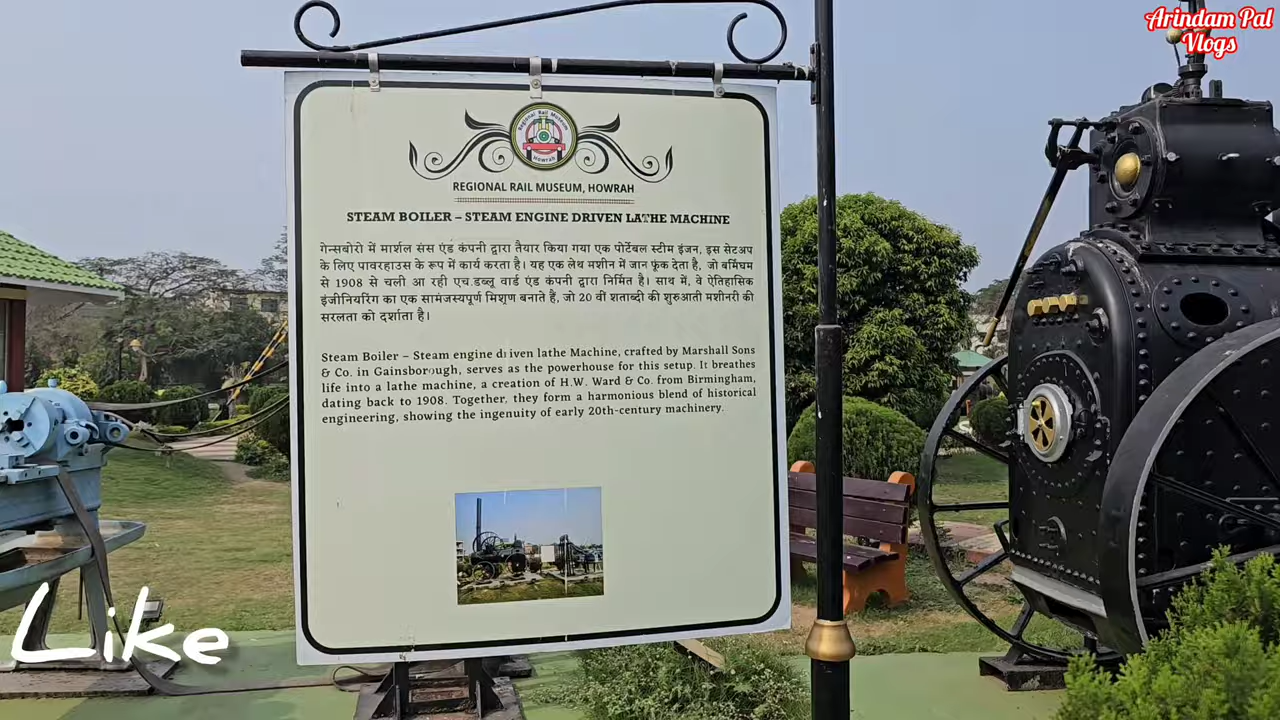 Arindam Pal
Vlogs
Regional Rail Museum
Howrah
REGIONAL RAIL MUSEUM, HOWRAH
STEAM BOILER – STEAM ENGINE DRIVEN LATHE MACHINE
गेन्सबोरो में मार्शल संस एंड कंपनी द्वारा तैयार किया गया एक पोर्टेबल स्टीम इंजन, इस सेटअप
के लिए पावरहाउस के रूप में कार्य करता है। यह एक लेथ मशीन में जान फूंक देता है, जो बर्मिंघम
से 1908 से चली आ रही एच.डब्लू वार्ड एंड कंपनी द्वारा निर्मित है। साथ में, वे ऐतिहासिक
इंजीनियरिंग का एक सामंजस्यपूर्ण मिश्रण बनाते हैं, जो 20 वीं शताब्दी की शुरुआती मशीनरी की
सरलता को दर्शाता है।
Steam Boiler – Steam engine driven lathe Machine, crafted by Marshall Sons
& Co. in Gainsborough, serves as the powerhouse for this setup. It breathes
life into a lathe machine, a creation of H.W. Ward & Co. from Birmingham,
dating back to 1908. Together, they form a harmonious blend of historical
engineering, showing the ingenuity of early 20th-century machinery.
Like